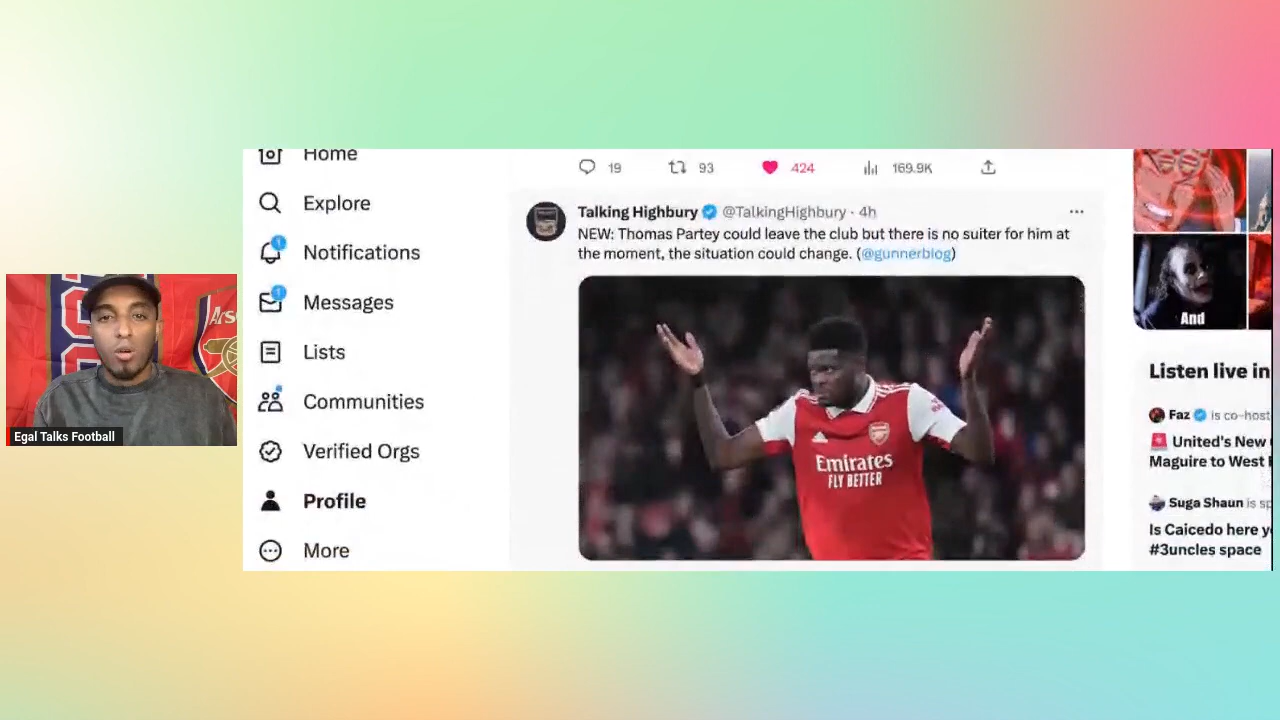 Home
Explore
Notifications
1
Messages
1
Lists
Communities
Verified Orgs
Profile
More
19 93 424 169.9K
Talking Highbury @TalkingHighbury · 4h
NEW: Thomas Partey could leave the club but there is no suiter for him at
the moment, the situation could change. (@gunnerblog)
Emirates
FLY BETTER
And
Listen live in
Faz is co-host
United's New
Maguire to West
Suga Shaun is sp
Is Caicedo here y
#3uncles space
Arse
Egal Talks Football